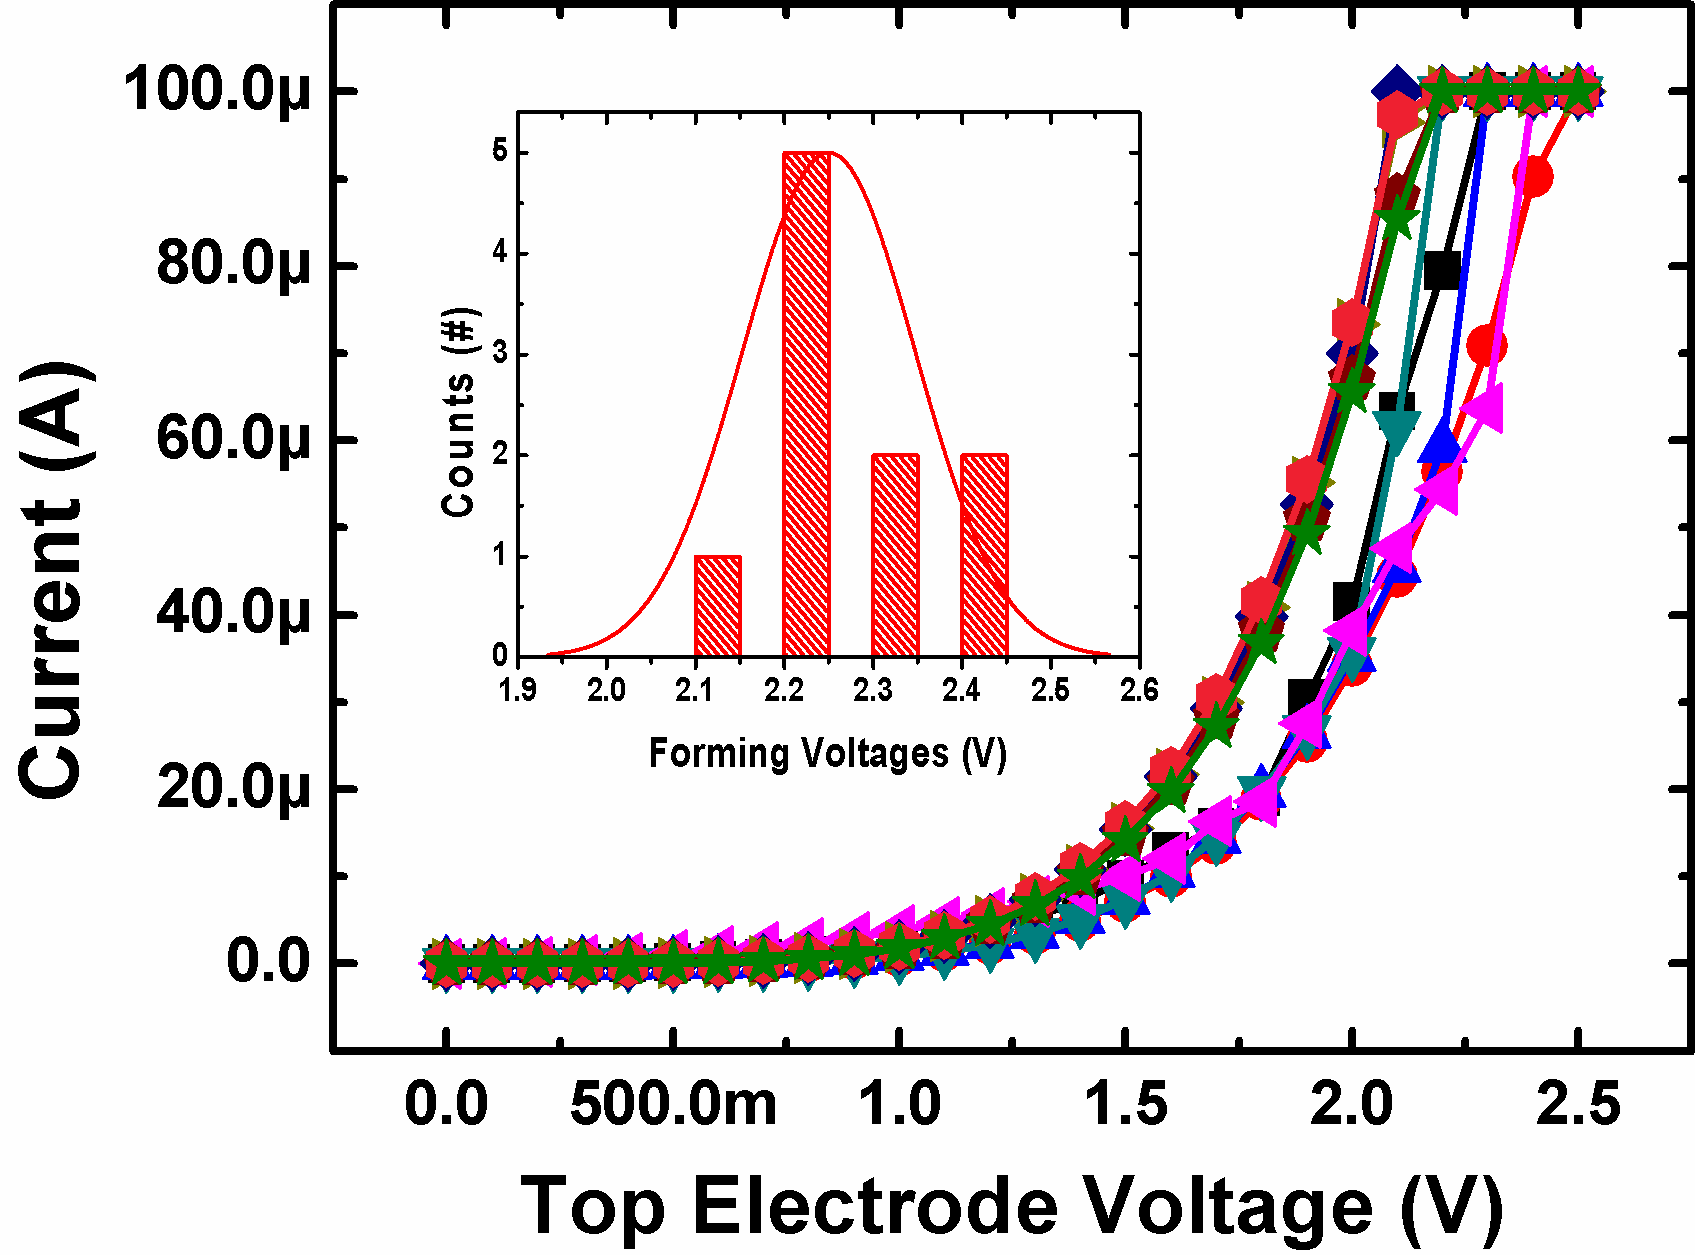 100.0µ
80.0µ
60.0µ
40.0µ
20.0µ
0.0
Current (A)
0.0 500.0m 1.0 1.5 2.0 2.5
Top Electrode Voltage (V)
5
4
3
2
1
0
Counts (#)
1.9 2.0 2.1 2.2 2.3 2.4 2.5 2.6
Forming Voltages (V)